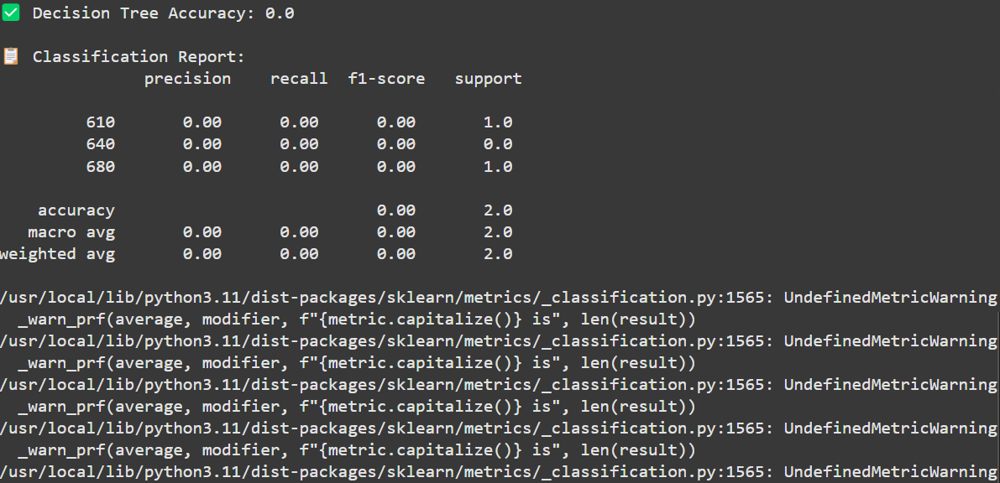 ✅ Decision Tree Accuracy: 0.0
📋 Classification Report:
precision recall f1-score support
610 0.00 0.00 0.00 1.0
640 0.00 0.00 0.00 0.0
680 0.00 0.00 0.00 1.0
accuracy 0.00 2.0
macro avg 0.00 0.00 0.00 2.0
weighted avg 0.00 0.00 0.00 2.0
/usr/local/lib/python3.11/dist-packages/sklearn/metrics/_classification.py:1565: UndefinedMetricWarning
_warn_prf(average, modifier, f"{metric.capitalize()} is", len(result))
/usr/local/lib/python3.11/dist-packages/sklearn/metrics/_classification.py:1565: UndefinedMetricWarning
_warn_prf(average, modifier, f"{metric.capitalize()} is", len(result))
/usr/local/lib/python3.11/dist-packages/sklearn/metrics/_classification.py:1565: UndefinedMetricWarning
_warn_prf(average, modifier, f"{metric.capitalize()} is", len(result))
/usr/local/lib/python3.11/dist-packages/sklearn/metrics/_classification.py:1565: UndefinedMetricWarning
_warn_prf(average, modifier, f"{metric.capitalize()} is", len(result))
/usr/local/lib/python3.11/dist-packages/sklearn/metrics/_classification.py:1565: UndefinedMetricWarning